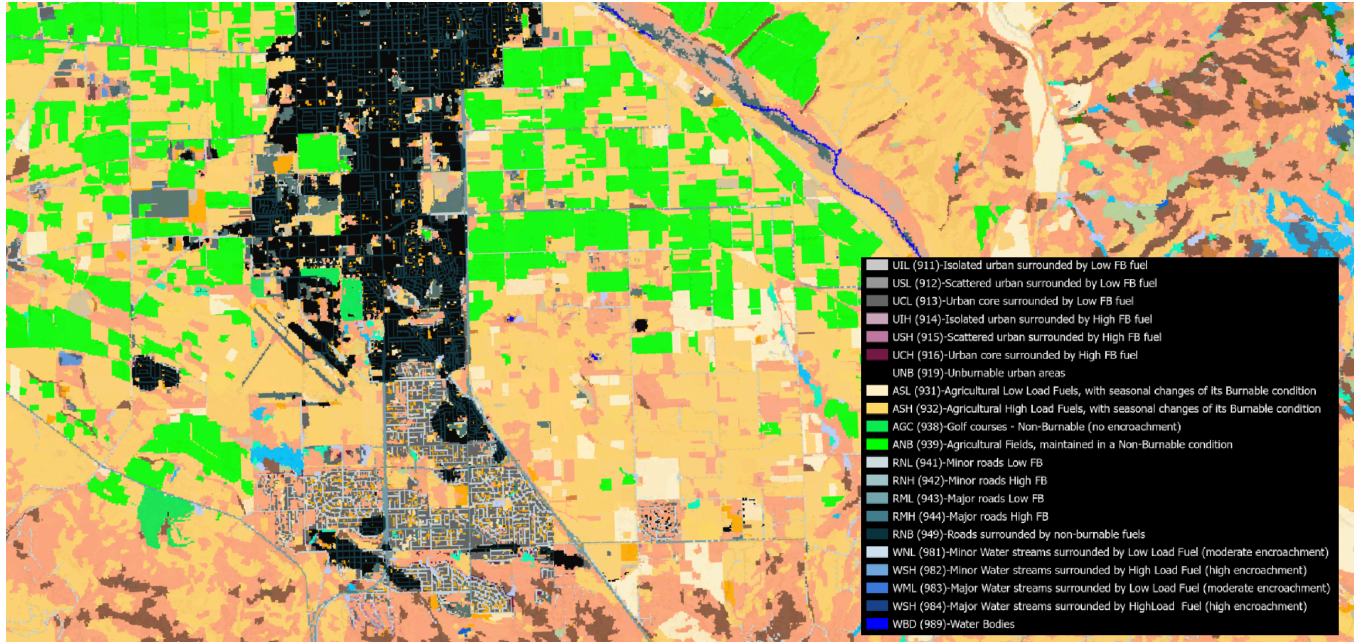 UIL (911)-Isolated urban surrounded by Low FB fuel
USL (912)-Scattered urban surrounded by Low FB fuel
UCL (913)-Urban core surrounded by Low FB fuel
UIH (914)-Isolated urban surrounded by High FB fuel
USH (915)-Scattered urban surrounded by High FB fuel
UCH (916)-Urban core surrounded by High FB fuel
UNB (919)-Unburnable urban areas
ASL (931)-Agricultural Low Load Fuels, with seasonal changes of its Burnable condition
ASH (932)-Agricultural High Load Fuels, with seasonal changes of its Burnable condition
AGC (938)-Golf courses - Non-Burnable (no encroachment)
ANB (939)-Agricultural Fields, maintained in a Non-Burnable condition
RNL (941)-Minor roads Low FB
RNH (942)-Minor roads High FB
RML (943)-Major roads Low FB
RMH (944)-Major roads High FB
RNB (949)-Roads surrounded by non-burnable fuels
WNL (981)-Minor Water streams surrounded by Low Load Fuel (moderate encroachment)
WSH (982)-Minor Water streams surrounded by High Load Fuel (high encroachment)
WML (983)-Major Water streams surrounded by Low Load Fuel (moderate encroachment)
WSH (984)-Major Water streams surrounded by HighLoad  Fuel (high encroachment)
WBD (989)-Water Bodies